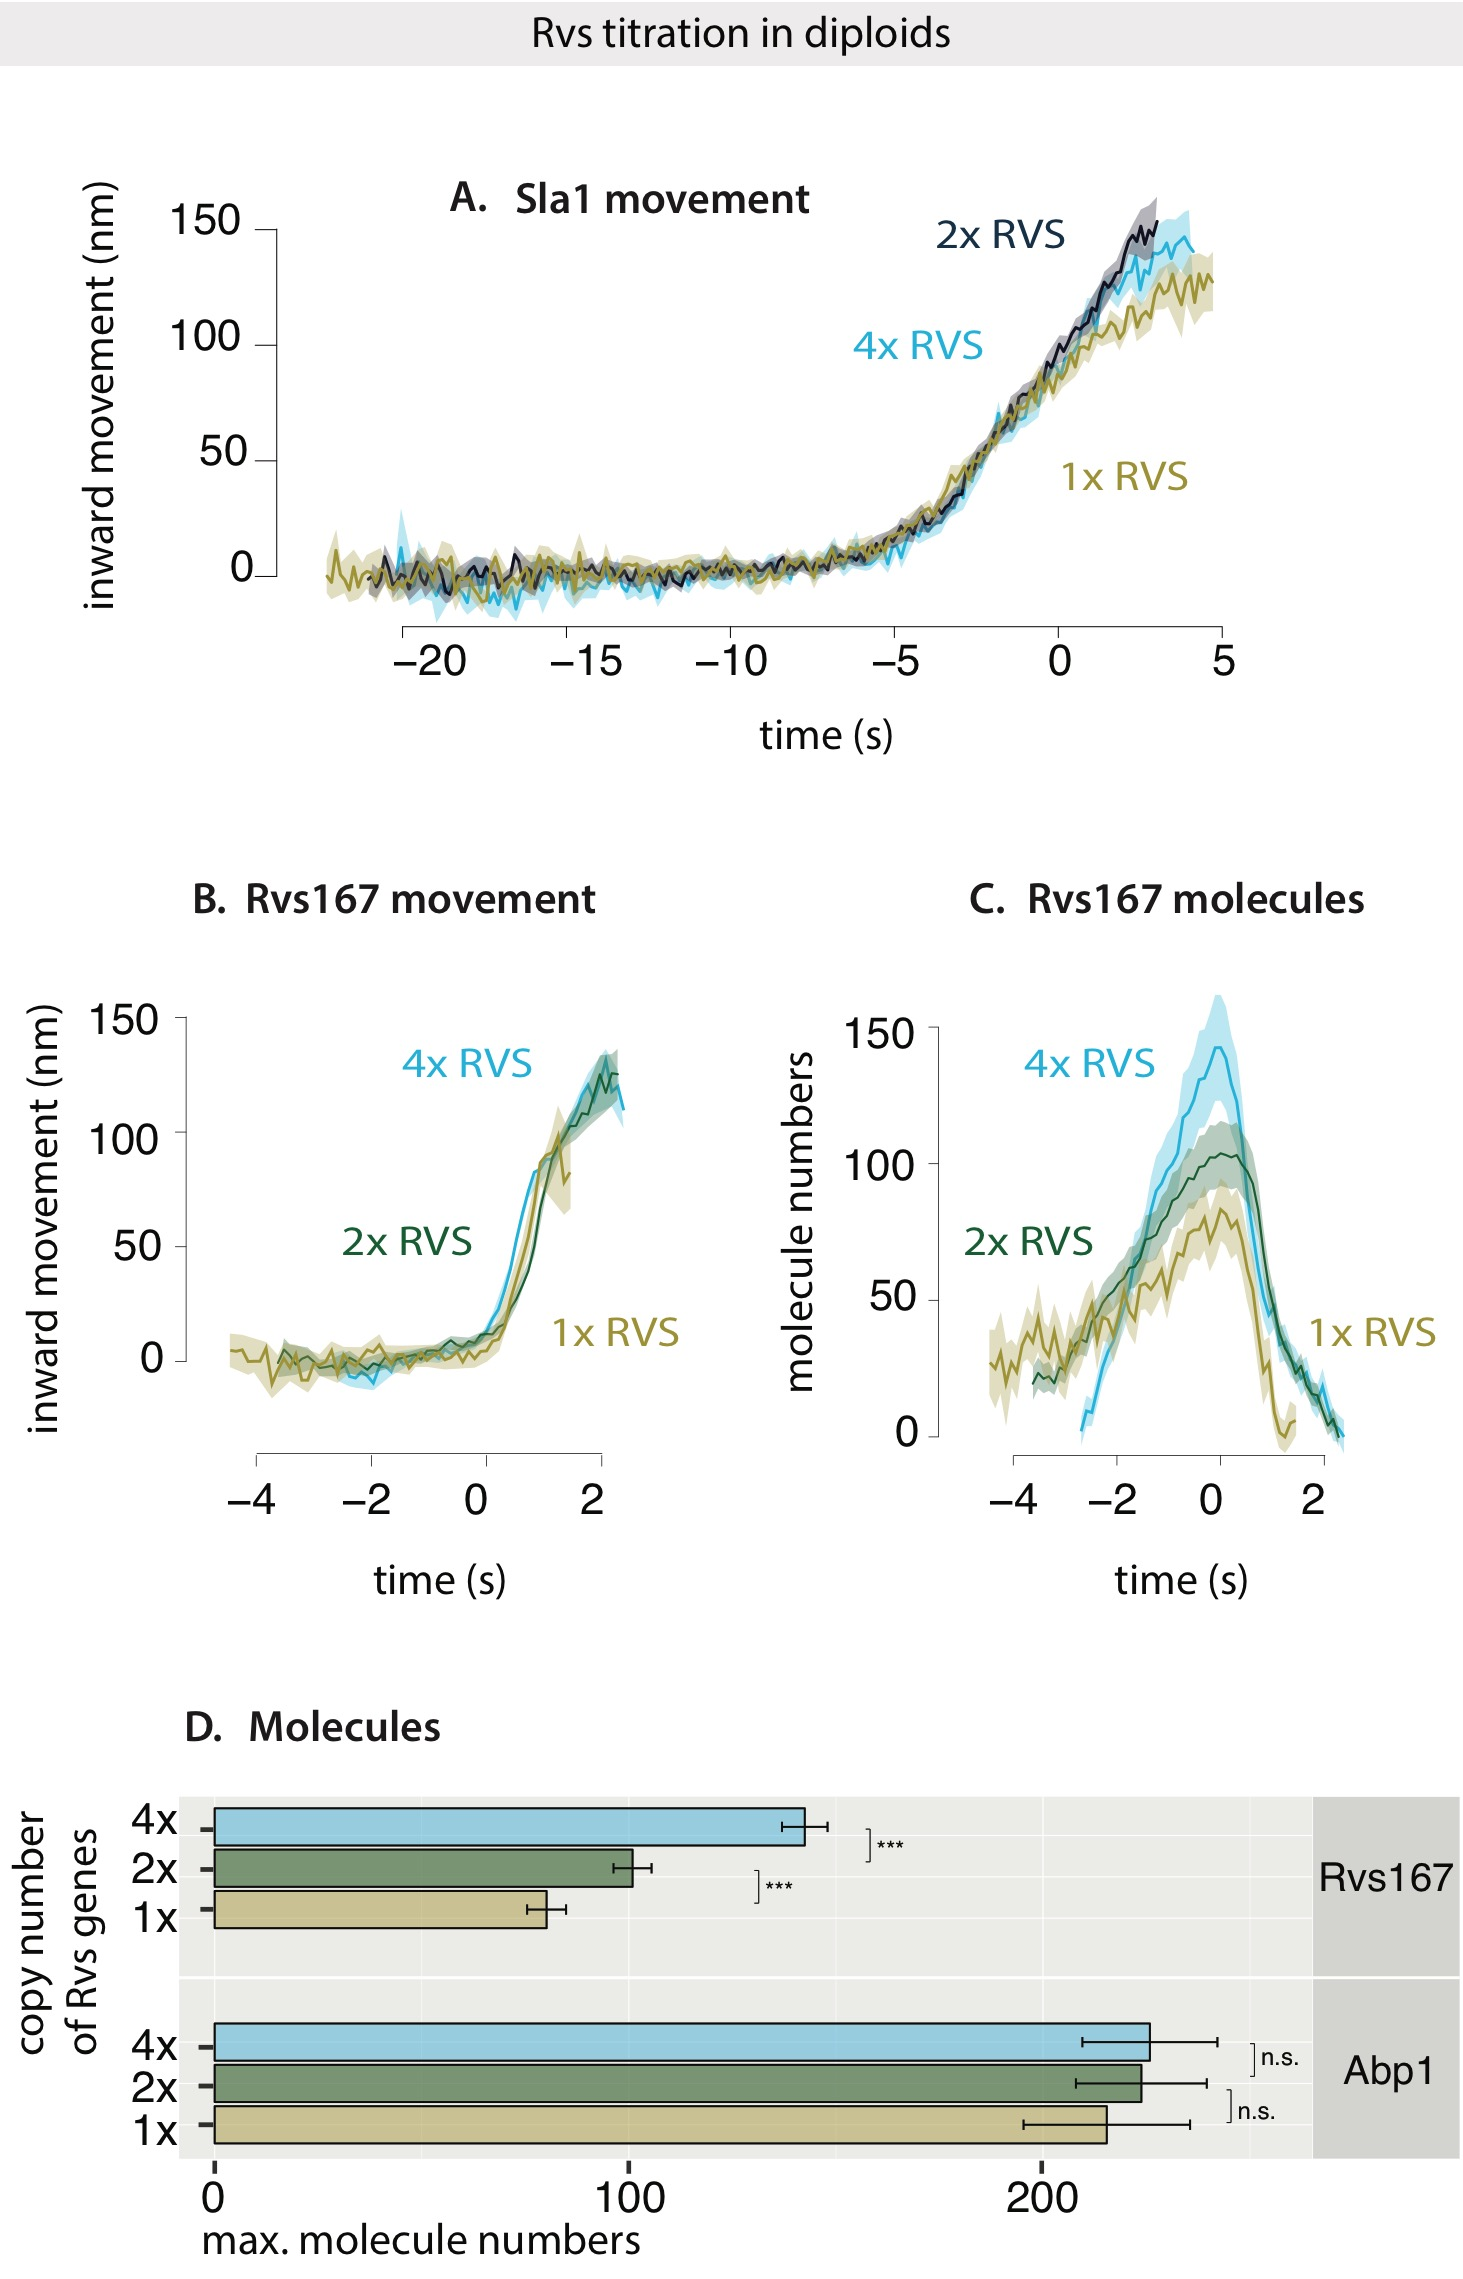 Rvs titration in diploids
A. Sla1 movement
inward movement (nm)
150
100
50
0
2x RVS
4x RVS
1x RVS
−20 −15 −10 −5 0 5
time (s)
B. Rvs167 movement
inward movement (nm)
150
100
50
0
4x RVS
2x RVS
1x RVS
−4 −2 0 2
time (s)
C. Rvs167 molecules
molecule numbers
150
100
50
0
4x RVS
2x RVS
1x RVS
−4 −2 0 2
time (s)
D. Molecules
copy number
of Rvs genes
4x
2x
1x
***
***
Rvs167
4x
2x
1x
n.s.
n.s.
Abp1
0 100 200
max. molecule numbers